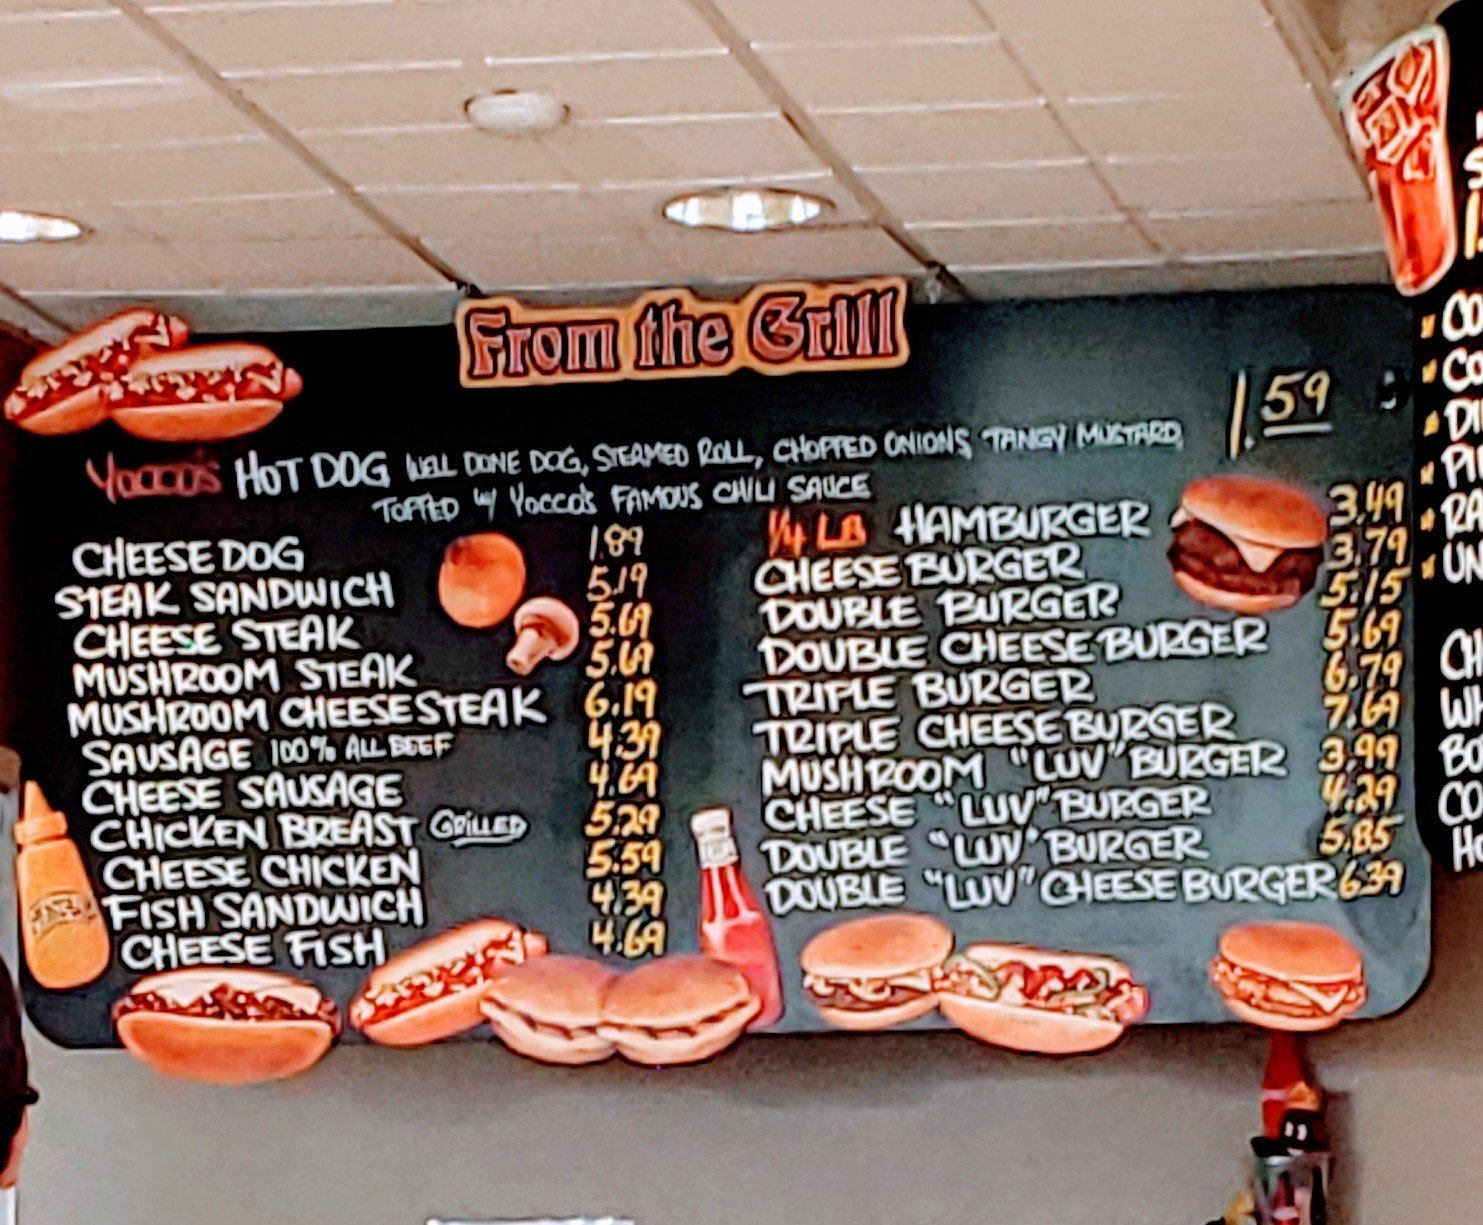 From the Grill
Yocco's HOT DOG WELL DONE DOG, STEAMED ROLL, CHOPPED ONIONS, TANGY MUSTARD, 1.59
TOPPED W/ YOCCO'S FAMOUS CHILI SAUCE
CHEESE DOG 1.89
STEAK SANDWICH 5.19
CHEESE STEAK 5.69
MUSHROOM STEAK 5.69
MUSHROOM CHEESE STEAK 6.19
SAUSAGE 100% ALL BEEF 4.39
CHEESE SAUSAGE 4.69
CHICKEN BREAST GRILLED 5.29
CHEESE CHICKEN 5.59
FISH SANDWICH 4.39
CHEESE FISH 4.69
1/4 LB HAMBURGER 3.49
CHEESE BURGER 3.79
DOUBLE BURGER 5.15
DOUBLE CHEESE BURGER 5.69
TRIPLE BURGER 6.79
TRIPLE CHEESE BURGER 7.69
MUSHROOM "LUV" BURGER 3.99
CHEESE "LUV" BURGER 4.29
DOUBLE "LUV" BURGER 5.85
DOUBLE "LUV" CHEESE BURGER 6.39